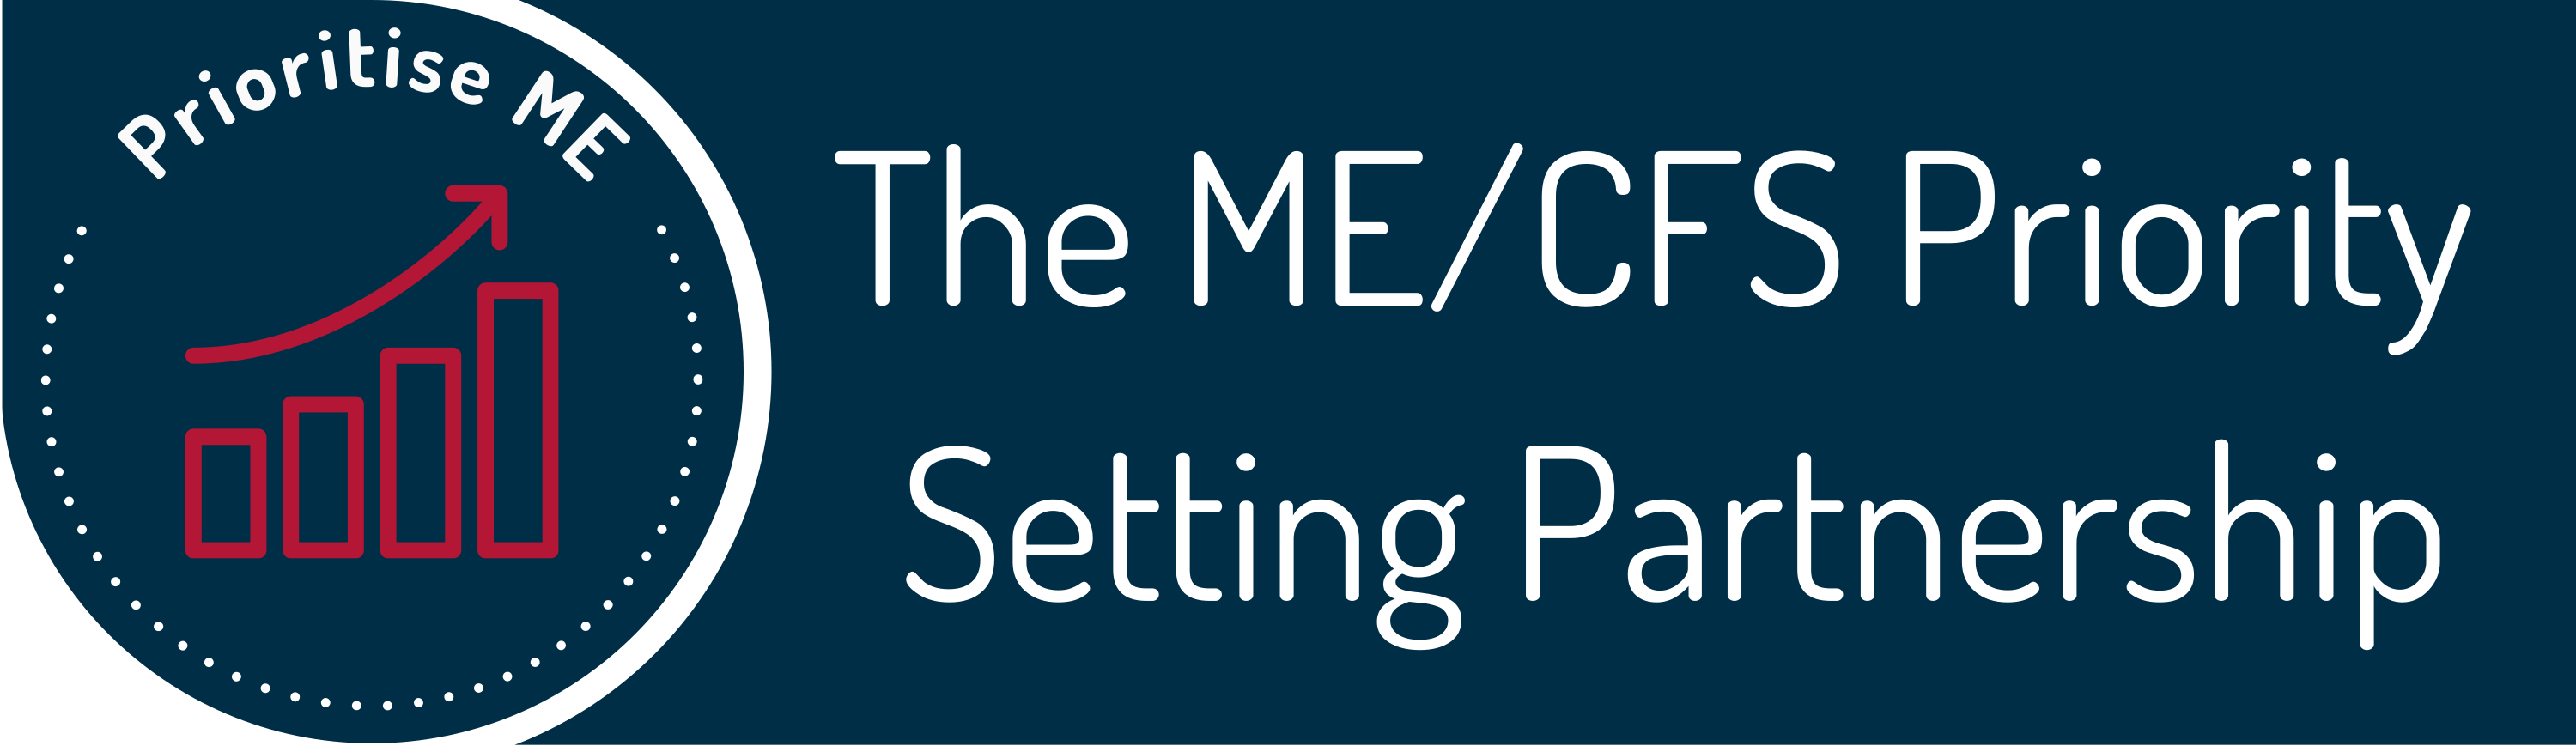 Prioritise ME
The ME/CFS Priority
Setting Partnership